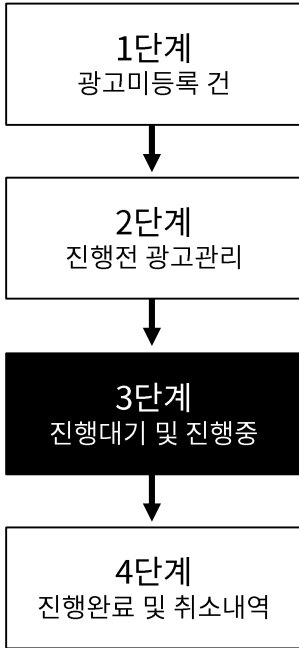 1단계
광고미등록 건
2단계
진행전 광고관리
3단계
진행대기 및 진행중
4단계
진행완료 및 취소내역